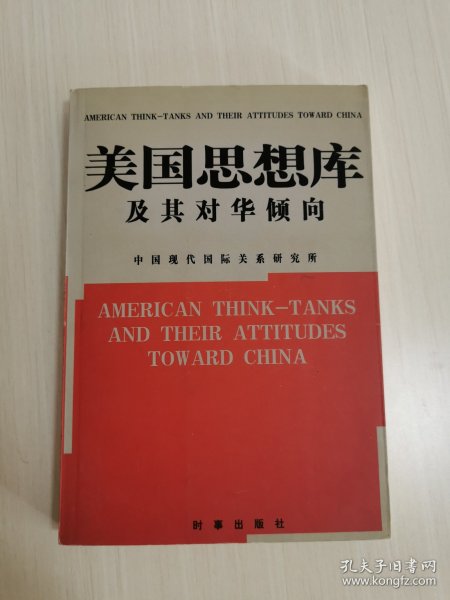 AMERICAN THINK-TANKS AND THEIR ATTITUDES TOWARD CHINA
美国思想库
及其对华倾向
中国现代国际关系研究所
AMERICAN THINK-TANKS
AND THEIR ATTITUDES
TOWARD CHINA
时事出版社
孔夫子旧书网
www.kongfz.com